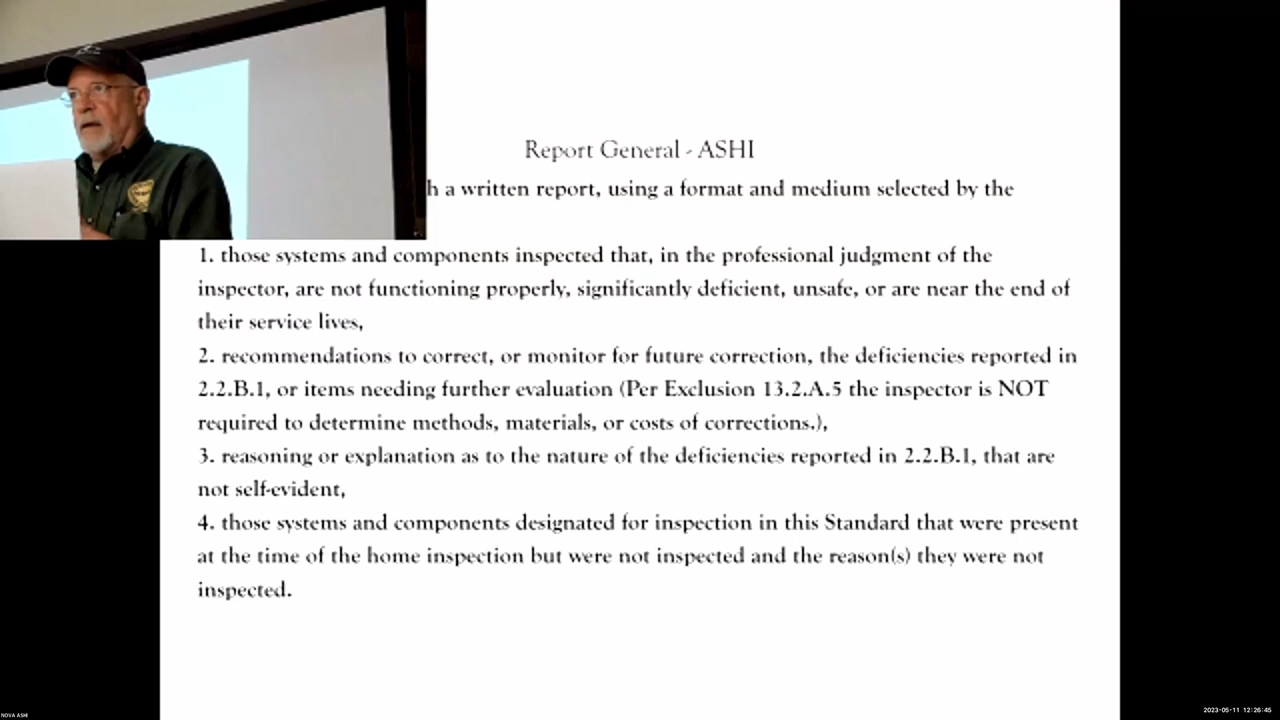 Report General - ASHI
h a written report, using a format and medium selected by the
1. those systems and components inspected that, in the professional judgment of the
inspector, are not functioning properly, significantly deficient, unsafe, or are near the end of
their service lives,
2. recommendations to correct, or monitor for future correction, the deficiencies reported in
2.2.B.1, or items needing further evaluation (Per Exclusion 13.2.A.5 the inspector is NOT
required to determine methods, materials, or costs of corrections.),
3. reasoning or explanation as to the nature of the deficiencies reported in 2.2.B.1, that are
not self-evident,
4. those systems and components designated for inspection in this Standard that were present
at the time of the home inspection but were not inspected and the reason(s) they were not
inspected.
NOVA ASHI
2023-05-11 12:26:45